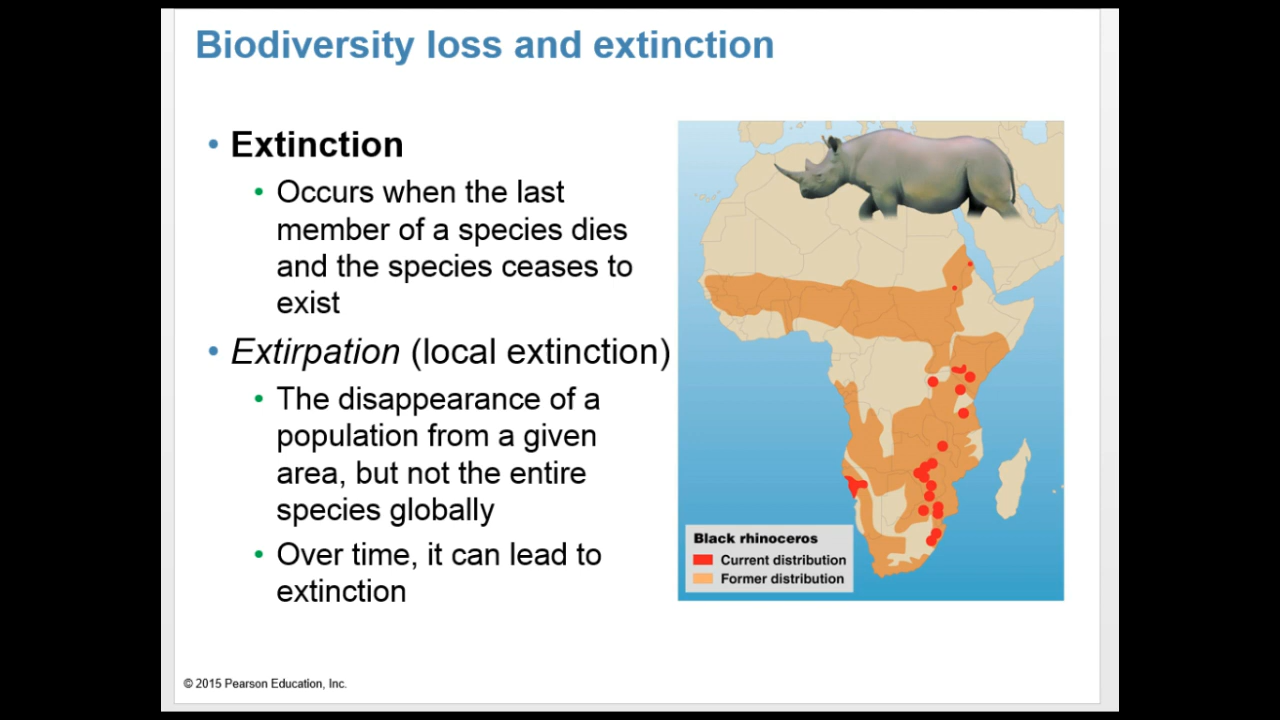 Biodiversity loss and extinction
• Extinction
• Occurs when the last
member of a species dies
and the species ceases to
exist
• Extirpation (local extinction)
• The disappearance of a
population from a given
area, but not the entire
species globally
• Over time, it can lead to
extinction
Black rhinoceros
Current distribution
Former distribution
© 2015 Pearson Education, Inc.